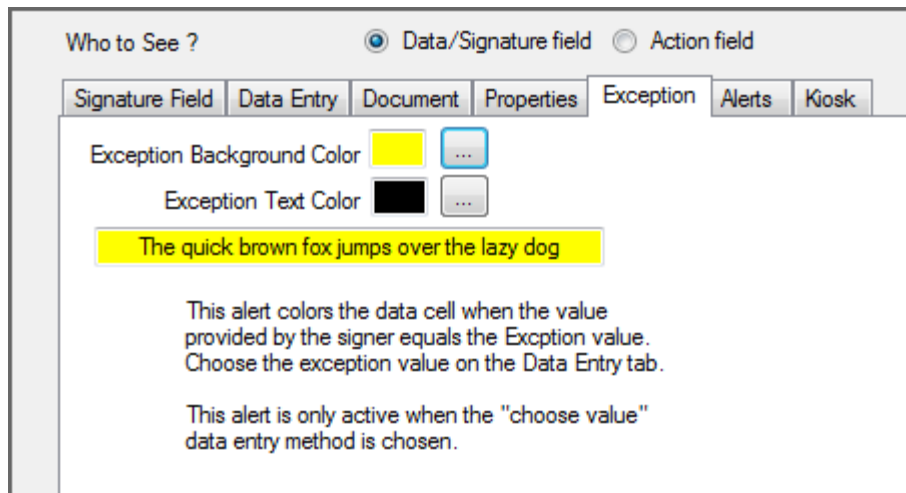 Who to See ? Data/Signature field Action field
Signature Field Data Entry Document Properties Exception Alerts Kiosk
Exception Background Color ...
Exception Text Color ...
The quick brown fox jumps over the lazy dog
This alert colors the data cell when the value
provided by the signer equals the Excption value.
Choose the exception value on the Data Entry tab.
This alert is only active when the "choose value"
data entry method is chosen.